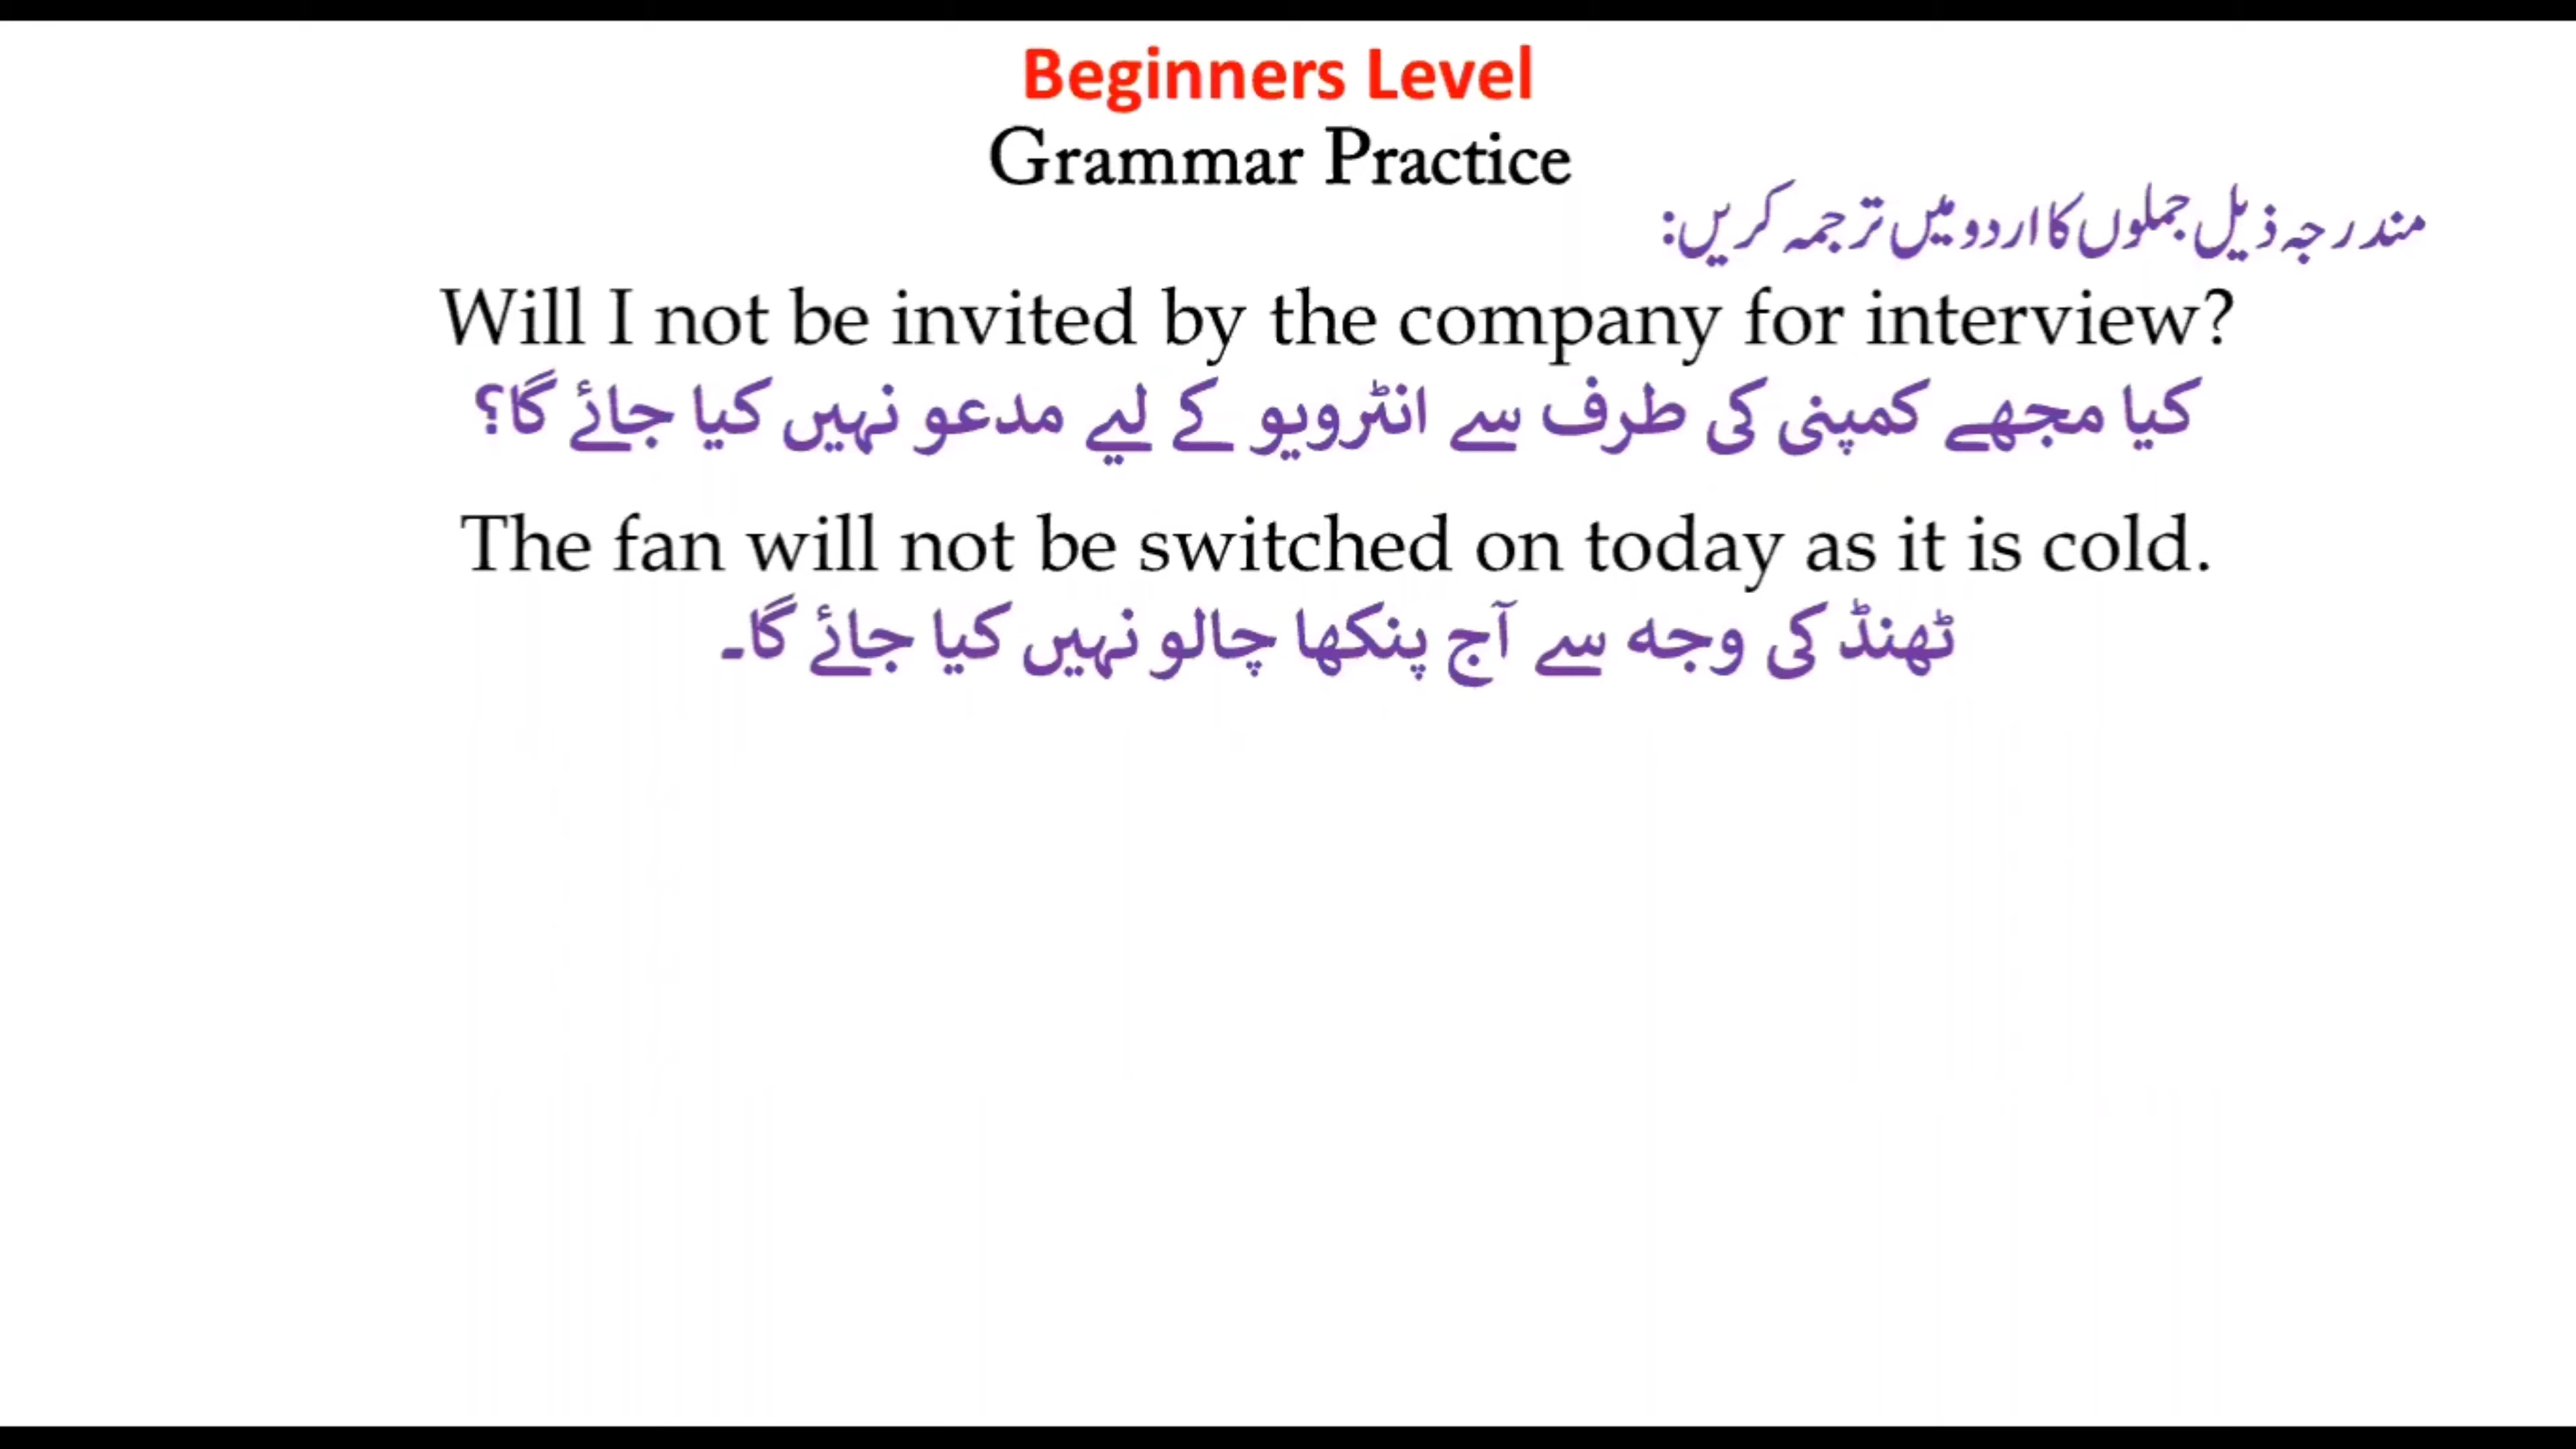 Beginners Level
Grammar Practice
مندرجہ ذیل جملوں کا اردو میں ترجمہ کریں:
Will I not be invited by the company for interview?
کیا مجھے کمپنی کی طرف سے انٹرویو کے لیے مدعو نہیں کیا جائے گا؟
The fan will not be switched on today as it is cold.
ٹھنڈ کی وجہ سے آج پنکھا چالو نہیں کیا جائے گا۔